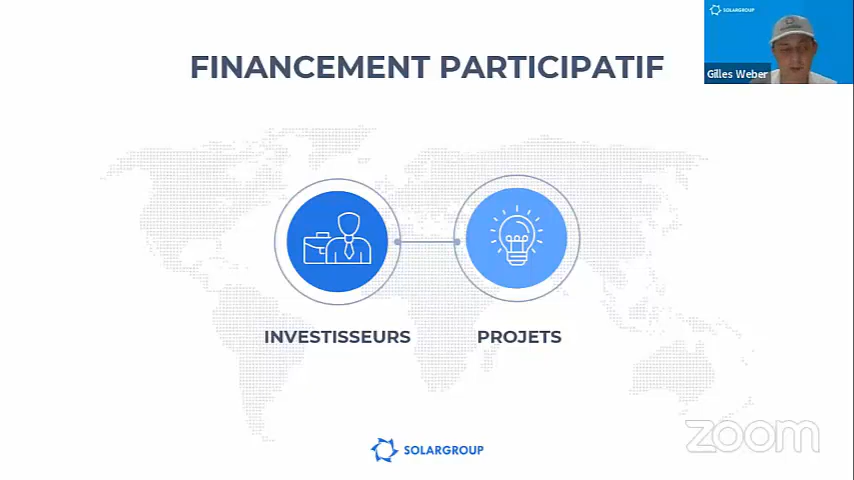 SOLARGROUP
Gilles Weber
FINANCEMENT PARTICIPATIF
INVESTISSEURS
PROJETS
SOLARGROUP
zoom